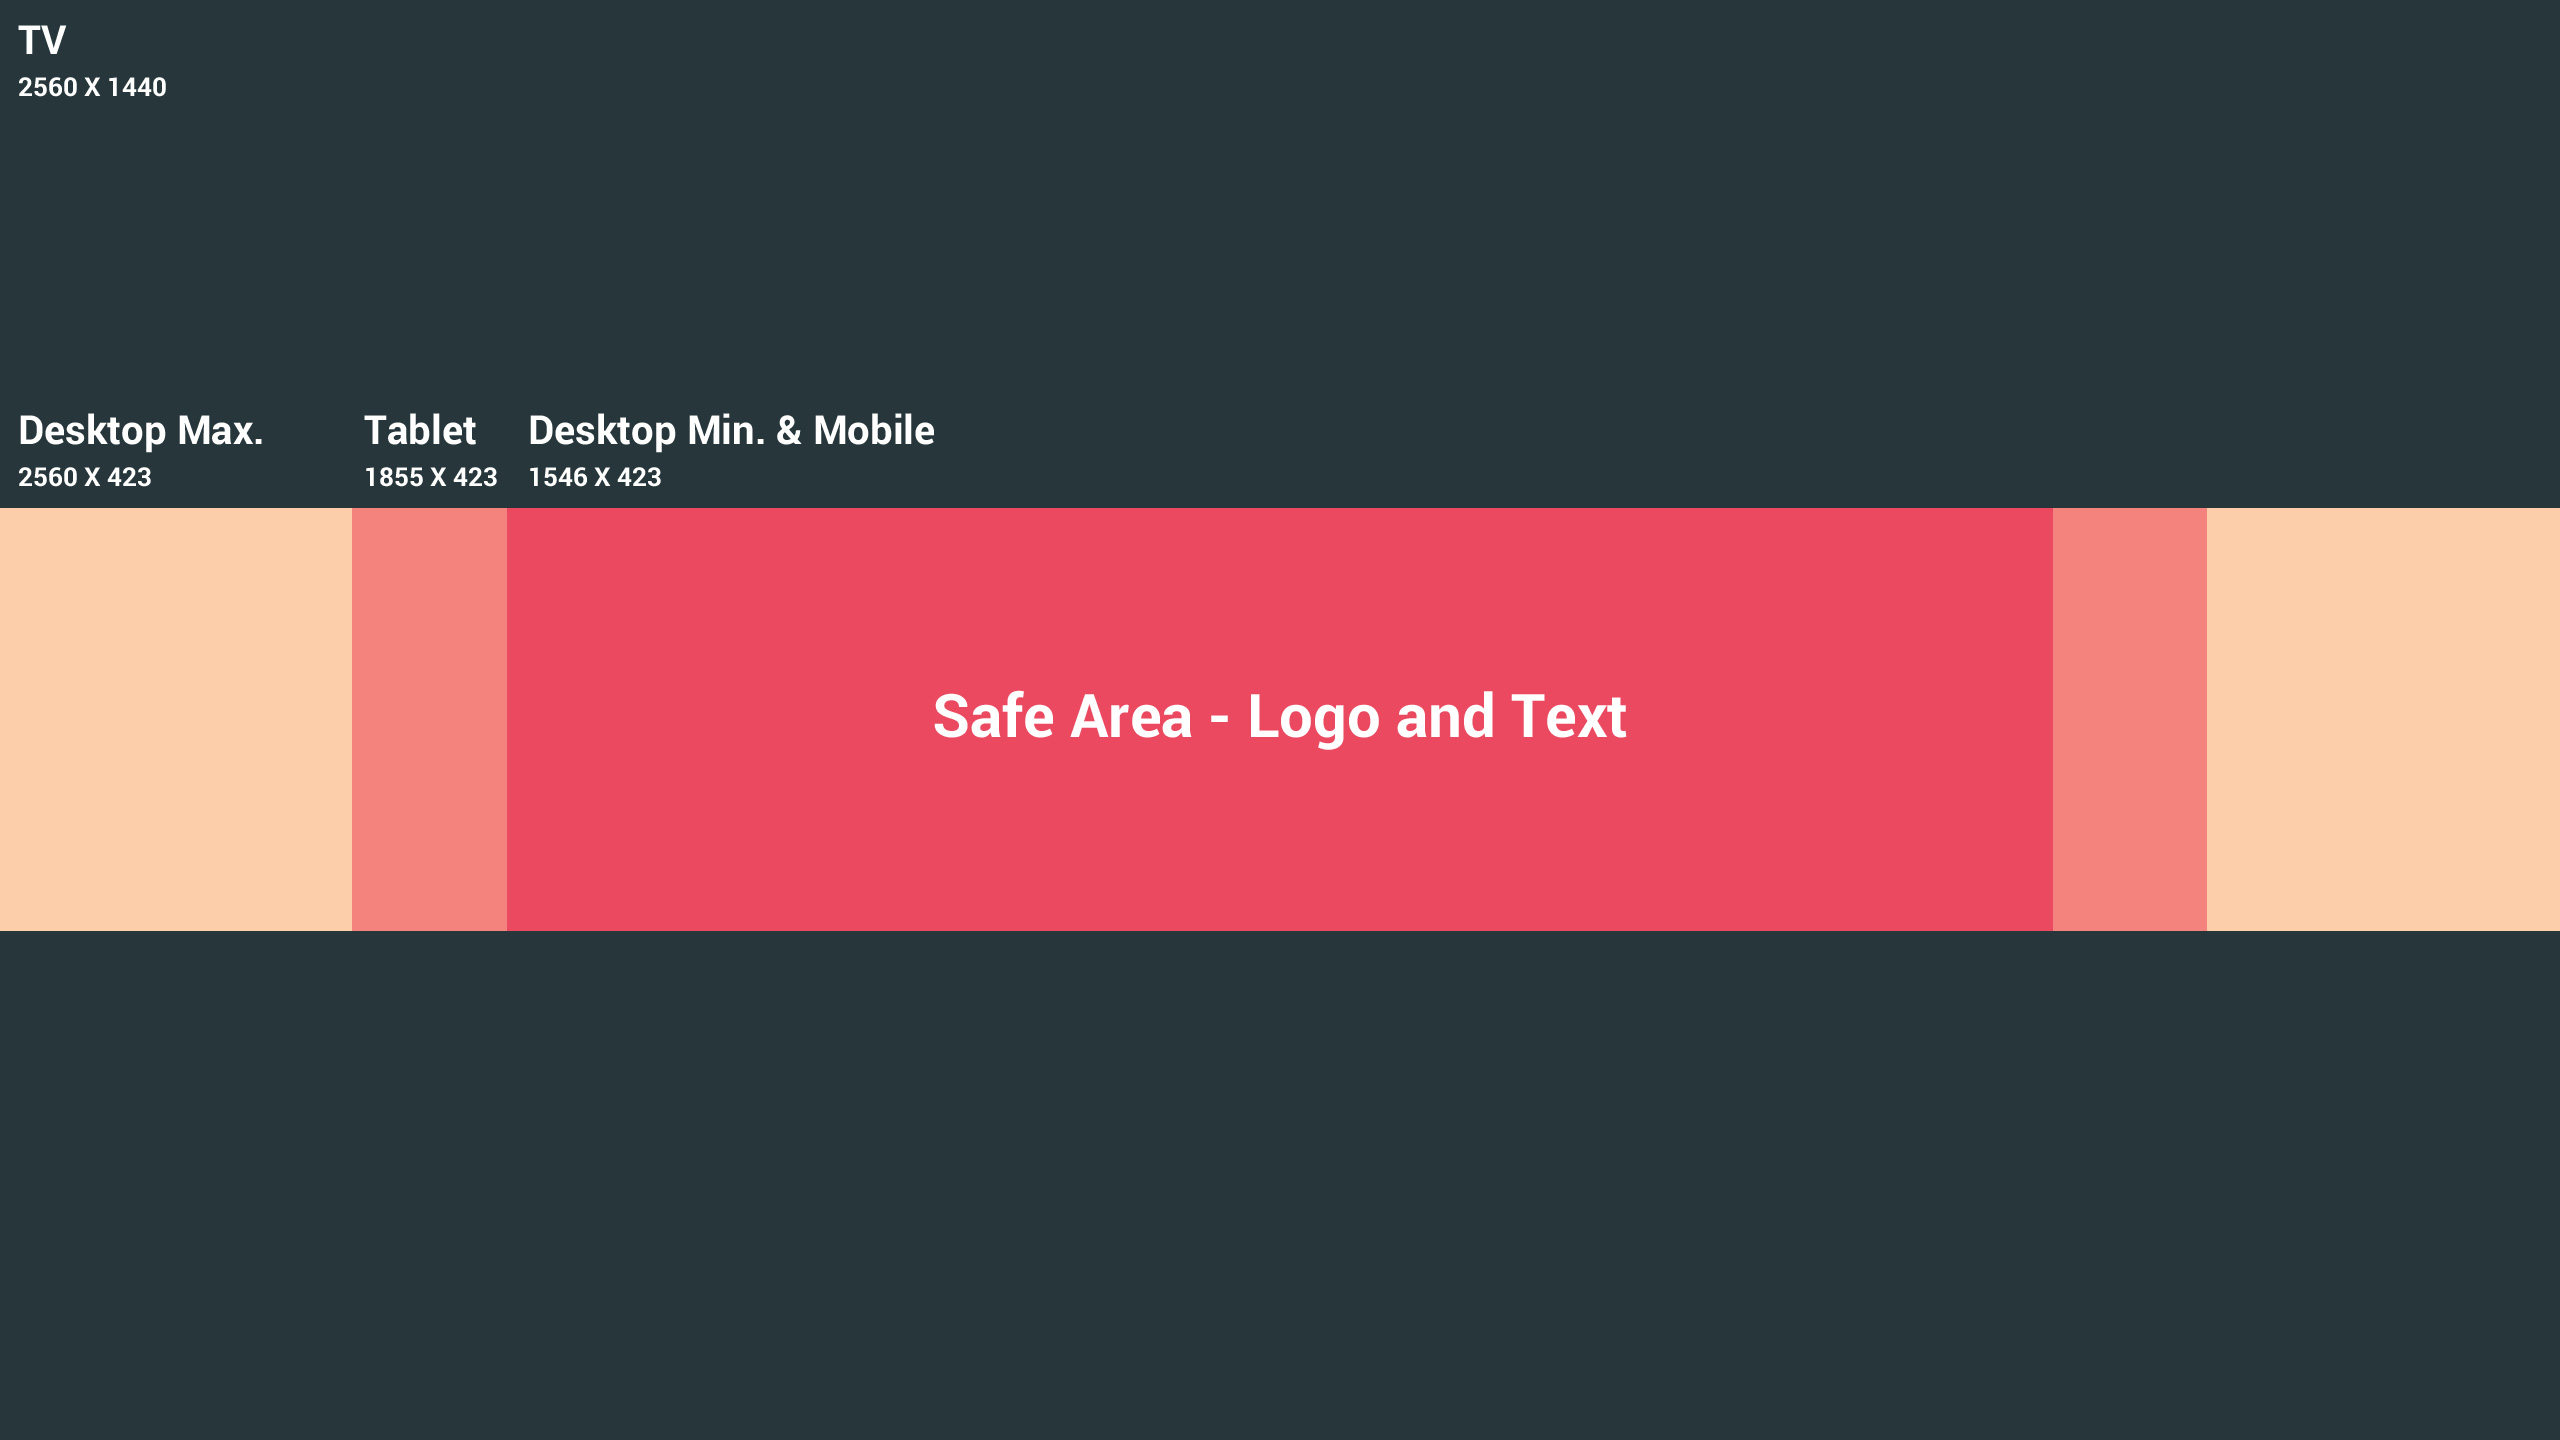 TV
2560 X 1440
Desktop Max.
2560 X 423
Tablet
1855 X 423
Desktop Min. & Mobile
1546 X 423
Safe Area - Logo and Text